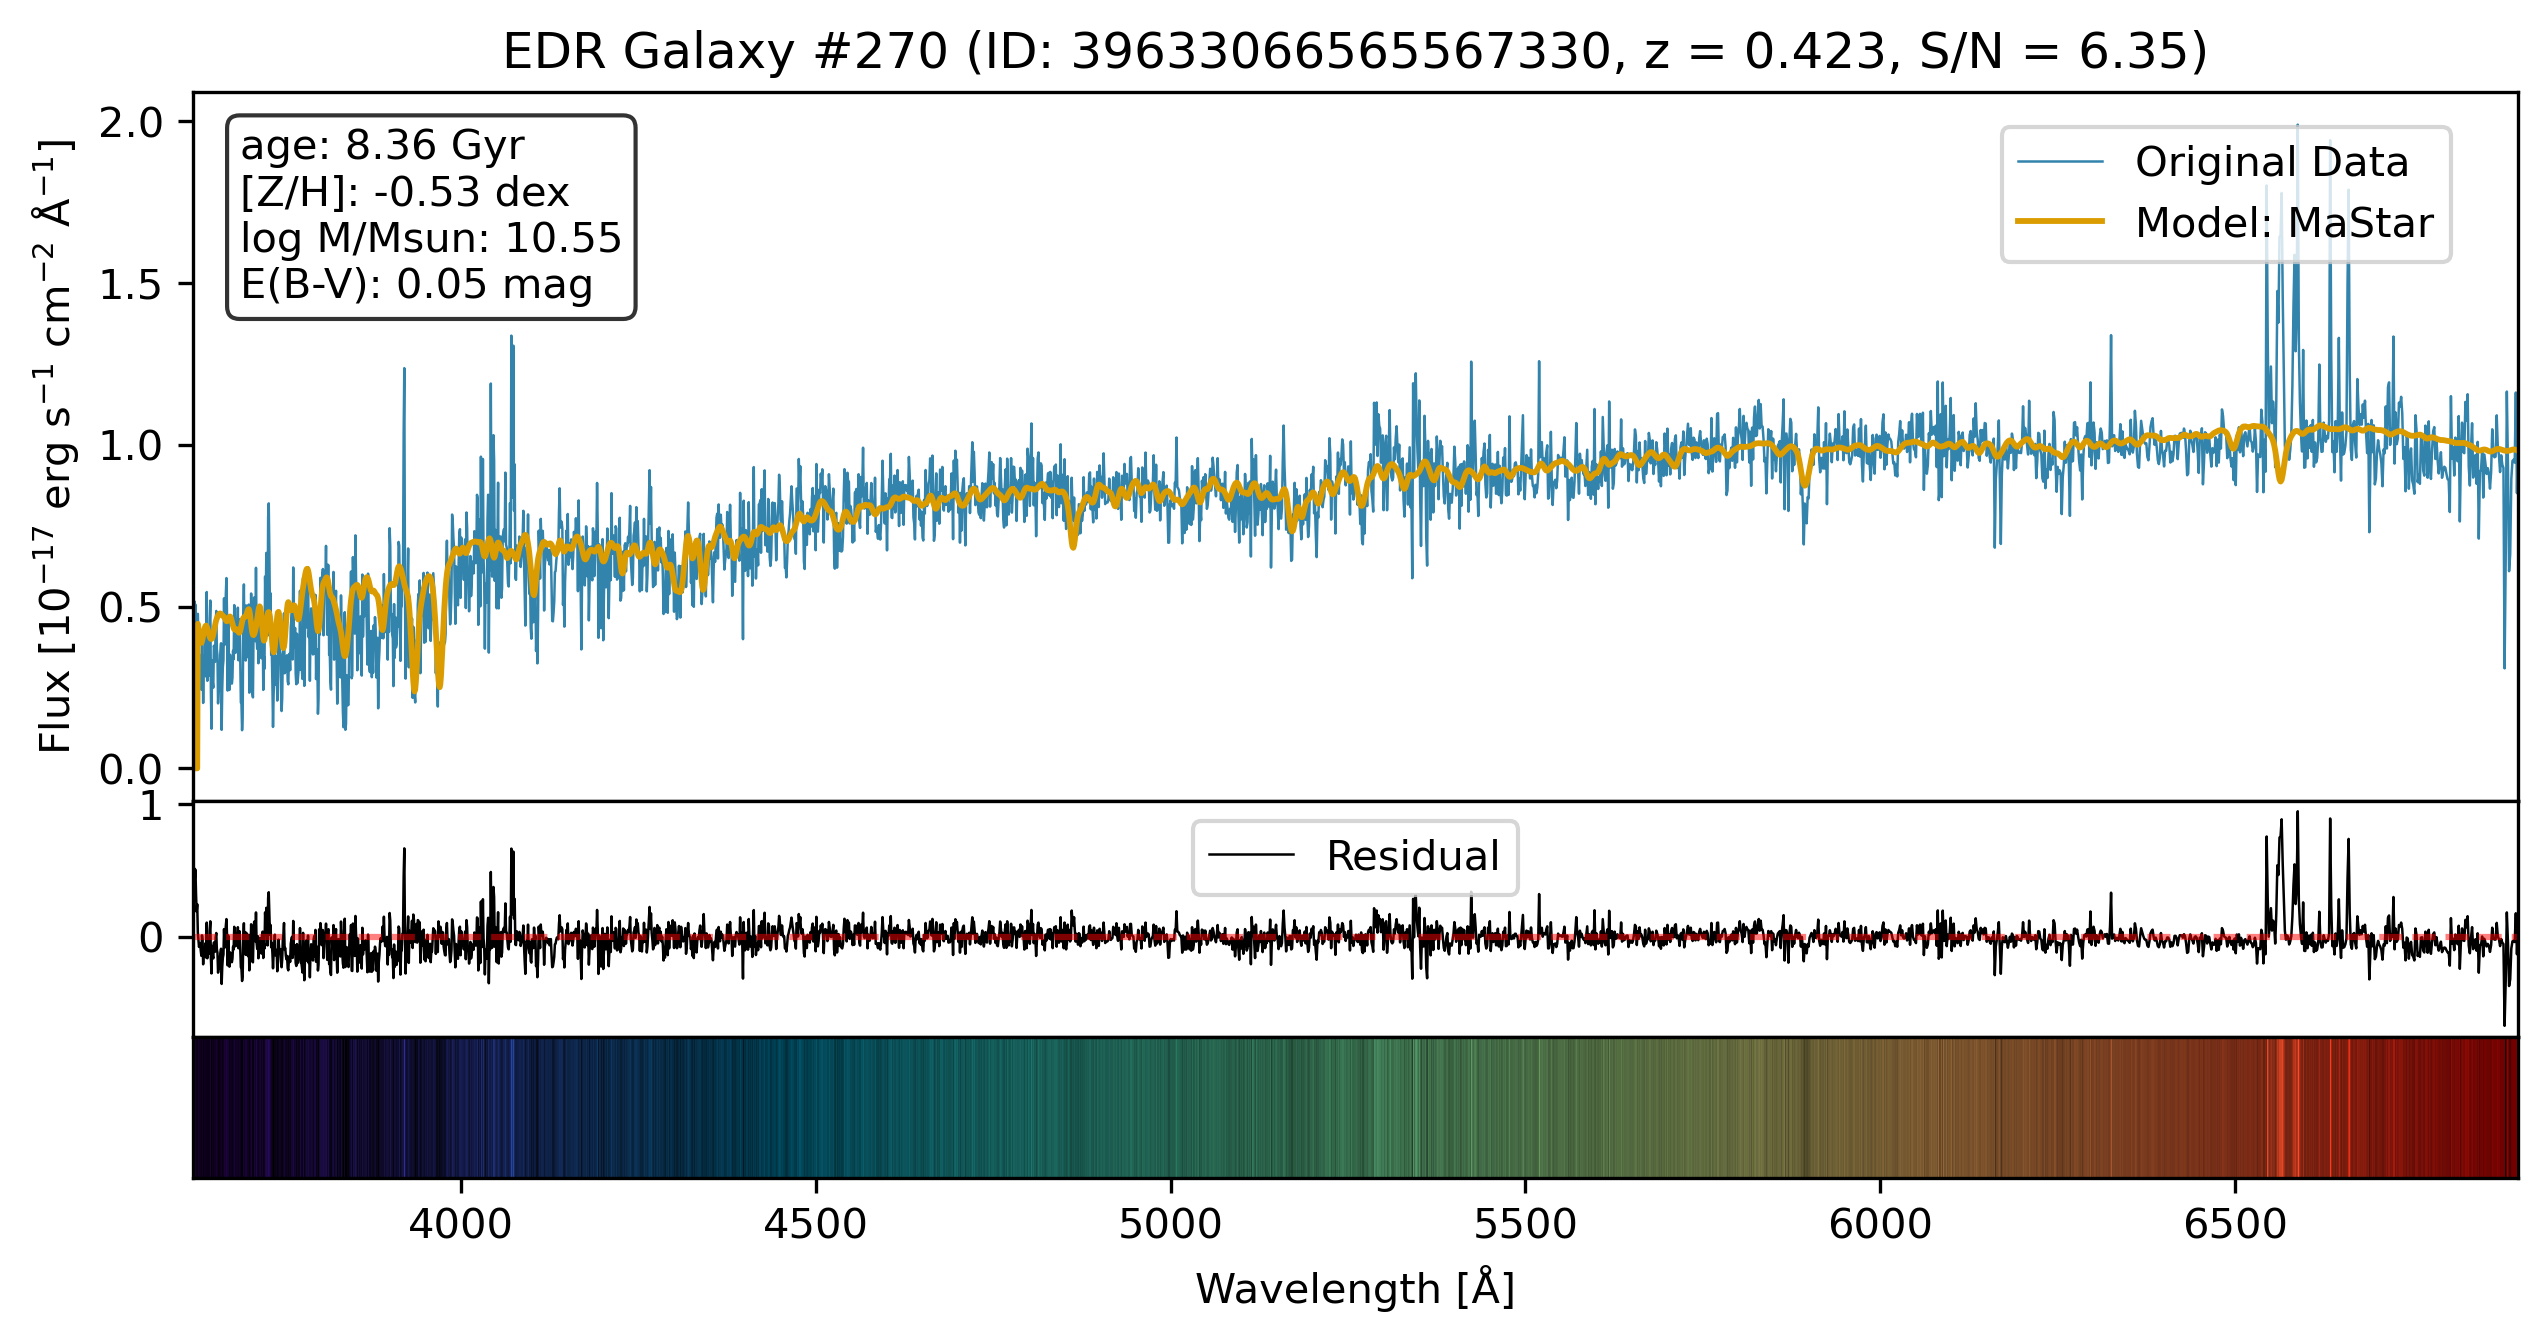 EDR Galaxy #270 (ID: 39633066565567330, z = 0.423, S/N = 6.35)
age: 8.36 Gyr
[Z/H]: -0.53 dex
log M/Msun: 10.55
E(B-V): 0.05 mag
Original Data
Model: MaStar
Flux [10⁻¹⁷ erg s⁻¹ cm⁻² Å⁻¹]
2.0
1.5
1.0
0.5
0.0
1
0
Residual
4000 4500 5000 5500 6000 6500
Wavelength [Å]